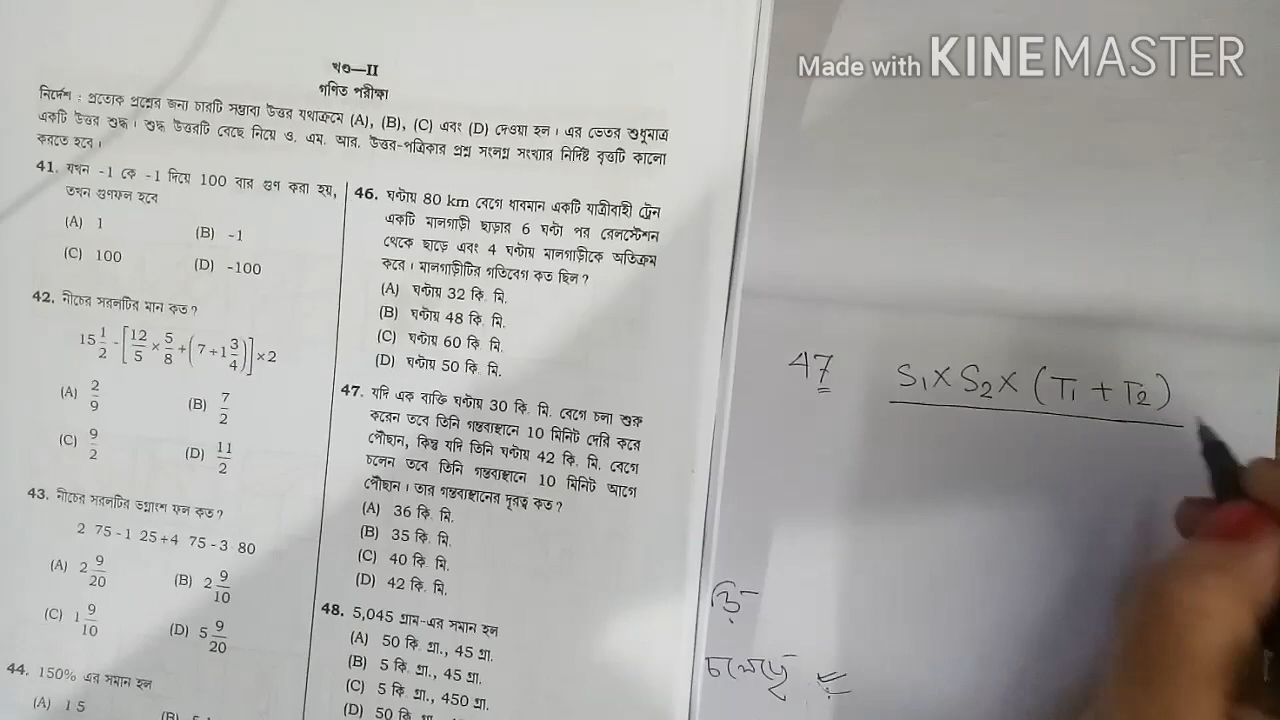 Made with KINEMASTER
খণ্ড—II
গণিত পরীক্ষা
নির্দেশ : প্রত্যেক প্রশ্নের জন্য চারটি সম্ভাব্য উত্তর যথাক্রমে (A), (B), (C) এবং (D) দেওয়া হল। এর ভেতর শুধুমাত্র
একটি উত্তর শুদ্ধ। শুদ্ধ উত্তরটি বেছে নিয়ে ও. এম. আর. উত্তর-পত্রিকার প্রশ্ন সংলগ্ন সংখ্যার নির্দিষ্ট বৃত্তটি কালো
করতে হবে।
41. যখন -1 কে -1 দিয়ে 100 বার গুণ করা হয়,
তখন গুণফল হবে
(A) 1
(B) -1
(C) 100
(D) -100
42. নীচের সরলটির মান কত?
15 1/2 - [12/5 × 5/8 + (7 + 1 3/4)] × 2
(A) 2/9
(B) 7/2
(C) 9/2
(D) 11/2
43. নীচের সরলটির ভগ্নাংশ ফল কত?
2 75 - 1 25 + 4 75 - 3 80
(A) 2 9/20
(B) 2 9/10
(C) 1 9/10
(D) 5 9/20
44. 150% এর সমান হল
(A) 1 5
(B)
46. ঘণ্টায় 80 km বেগে ধাবমান একটি যাত্রীবাহী ট্রেন
একটি মালগাড়ী ছাড়ার 6 ঘণ্টা পর রেলস্টেশন
থেকে ছাড়ে এবং 4 ঘণ্টায় মালগাড়ীকে অতিক্রম
করে। মালগাড়ীটির গতিবেগ কত ছিল?
(A) ঘণ্টায় 32 কি. মি.
(B) ঘণ্টায় 48 কি. মি.
(C) ঘণ্টায় 60 কি. মি.
(D) ঘণ্টায় 50 কি. মি.
47. যদি এক ব্যক্তি ঘণ্টায় 30 কি. মি. বেগে চলা শুরু
করেন তবে তিনি গন্তব্যস্থানে 10 মিনিট দেরি করে
পৌঁছান, কিন্তু যদি তিনি ঘণ্টায় 42 কি. মি. বেগে
চলেন তবে তিনি গন্তব্যস্থানে 10 মিনিট আগে
পৌঁছান। তার গন্তব্যস্থানের দূরত্ব কত?
(A) 36 কি. মি.
(B) 35 কি. মি.
(C) 40 কি. মি.
(D) 42 কি. মি.
48. 5,045 গ্রাম-এর সমান হল
(A) 50 কি. গ্রা., 45 গ্রা.
(B) 5 কি. গ্রা., 45 গ্রা.
(C) 5 কি. গ্রা., 450 গ্রা.
(D) 50 কি. গ্রা.
47 S₁ × S₂ × (T₁ + T₂)